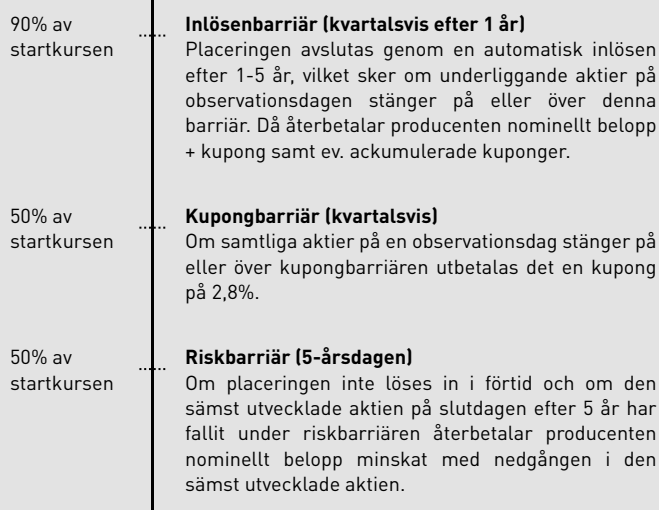 90% av
startkursen
......
Inlösenbarriär (kvartalsvis efter 1 år)
Placeringen avslutas genom en automatisk inlösen
efter 1-5 år, vilket sker om underliggande aktier på
observationsdagen stänger på eller över denna
barriär. Då återbetalar producenten nominellt belopp
+ kupong samt ev. ackumulerade kuponger.
50% av
startkursen
......
Kupongbarriär (kvartalsvis)
Om samtliga aktier på en observationsdag stänger på
eller över kupongbarriären utbetalas det en kupong
på 2,8%.
50% av
startkursen
......
Riskbarriär (5-årsdagen)
Om placeringen inte löses in i förtid och om den
sämst utvecklade aktien på slutdagen efter 5 år har
fallit under riskbarriären återbetalar producenten
nominellt belopp minskat med nedgången i den
sämst utvecklade aktien.